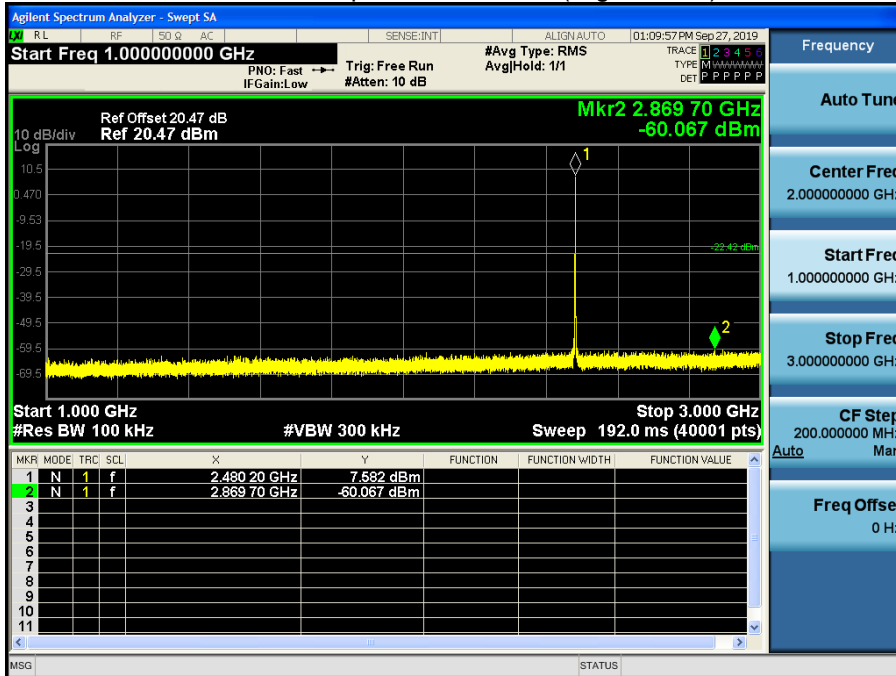 Agilent Spectrum Analyzer - Swept SA
LXI RL RF 50 Ω AC SENSE:INT ALIGN AUTO 01:09:57 PM Sep 27, 2019
Start Freq 1.000000000 GHz
PNO: Fast
IFGain:Low
Trig: Free Run
#Atten: 10 dB
#Avg Type: RMS
Avg|Hold: 1/1
TRACE 1 2 3 4 5 6
TYPE M
DET P P P P P P
Frequency
Auto Tune
Center Freq
2.000000000 GHz
Start Freq
1.000000000 GHz
Stop Freq
3.000000000 GHz
CF Step
200.000000 MHz
Auto Man
Freq Offset
0 Hz
Mkr2 2.869 70 GHz
-60.067 dBm
Ref Offset 20.47 dB
10 dB/div Ref 20.47 dBm
Log
10.5
0.470
-9.53
-19.5
-29.5
-39.5
-49.5
-59.5
-69.5
1
-22.42 dBm
2
Start 1.000 GHz Stop 3.000 GHz
#Res BW 100 kHz #VBW 300 kHz Sweep 192.0 ms (40001 pts)
MKR MODE TRC SCL X Y FUNCTION FUNCTION WIDTH FUNCTION VALUE
1 N 1 f 2.480 20 GHz 7.582 dBm
2 N 1 f 2.869 70 GHz -60.067 dBm
3
4
5
6
7
8
9
10
11
MSG STATUS